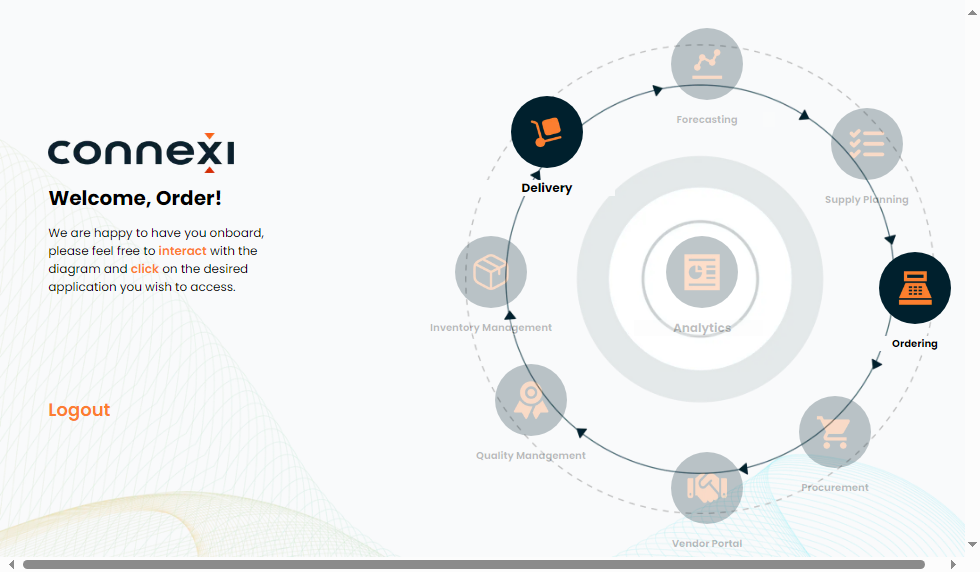 connexi
Welcome, Order!
We are happy to have you onboard,
please feel free to interact with the
diagram and click on the desired
application you wish to access.
Logout
Forecasting
Supply Planning
Delivery
Inventory Management
Analytics
Ordering
Quality Management
Procurement
Vendor Portal